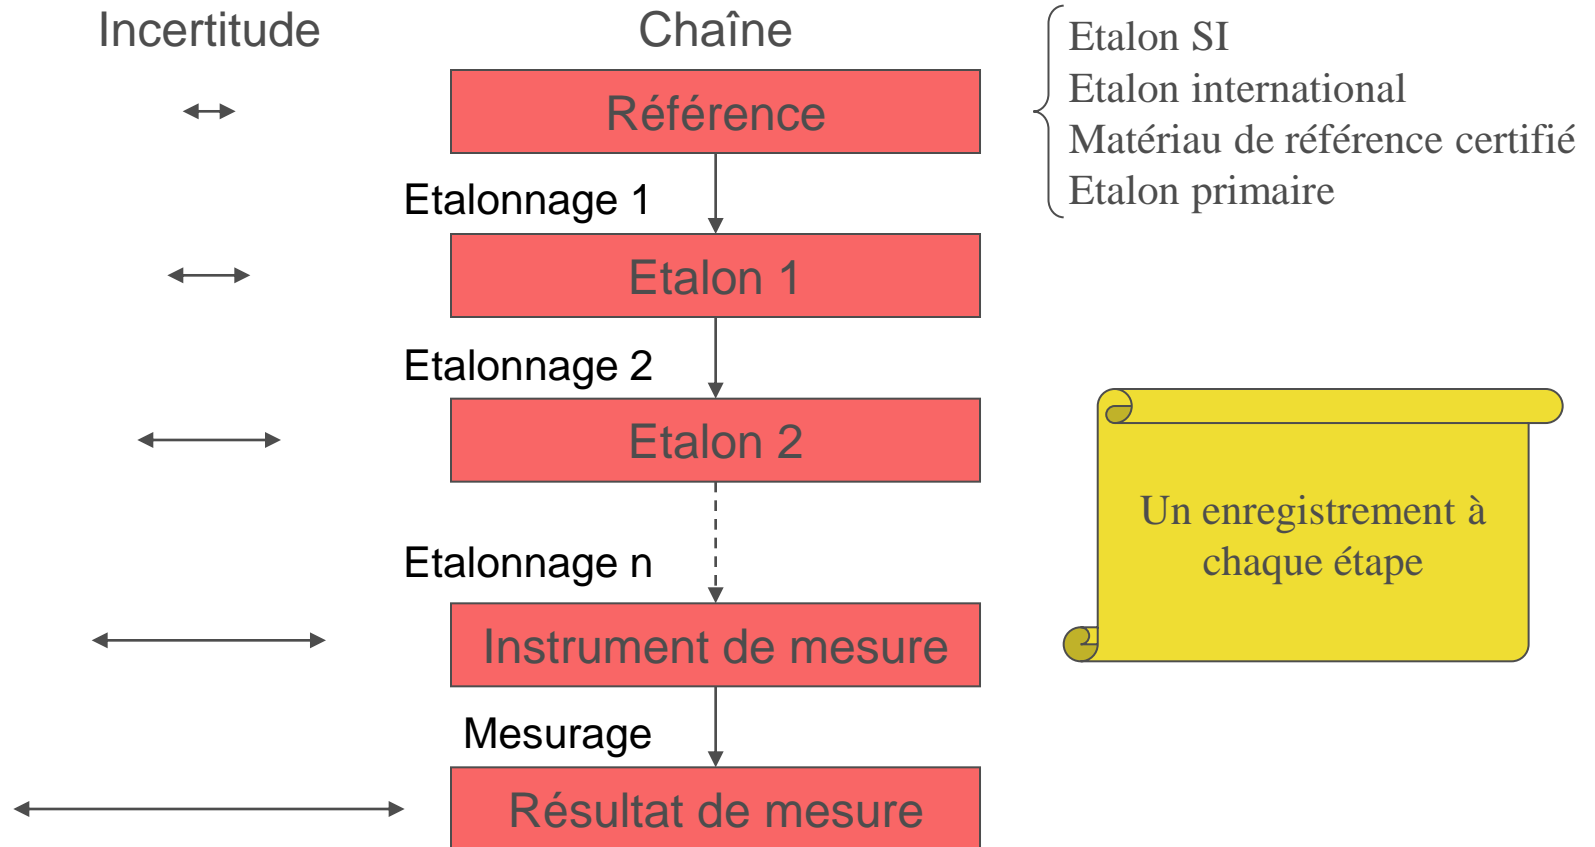 Incertitude
Chaîne
Etalon SI
Etalon international
Matériau de référence certifié
Etalon primaire
Référence
Etalonnage 1
Etalon 1
Etalonnage 2
Etalon 2
Un enregistrement à
chaque étape
Etalonnage n
Instrument de mesure
Mesurage
Résultat de mesure